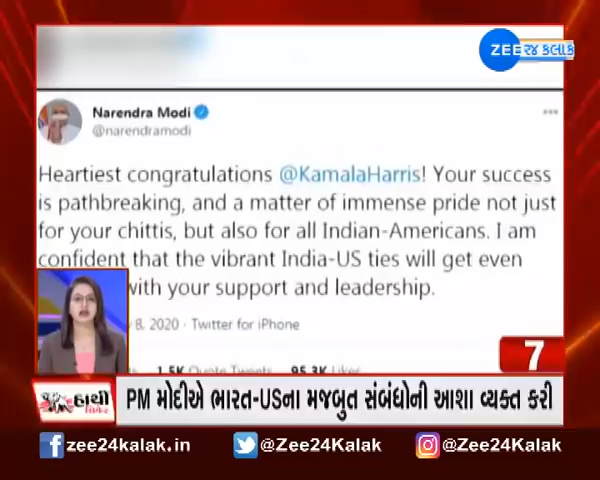 ZEE ૨૪ કલાક
Narendra Modi
@narendramodi
Heartiest congratulations @KamalaHarris! Your success
is pathbreaking, and a matter of immense pride not just
for your chittis, but also for all Indian-Americans. I am
confident that the vibrant India-US ties will get even
with your support and leadership.
8, 2020 · Twitter for iPhone
1.5K Quote Tweets 95.3K Likes
7
PM મોદીએ ભારત-USના મજબુત સંબંધોની આશા વ્યક્ત કરી
zee24kalak.in @Zee24Kalak @Zee24Kalak